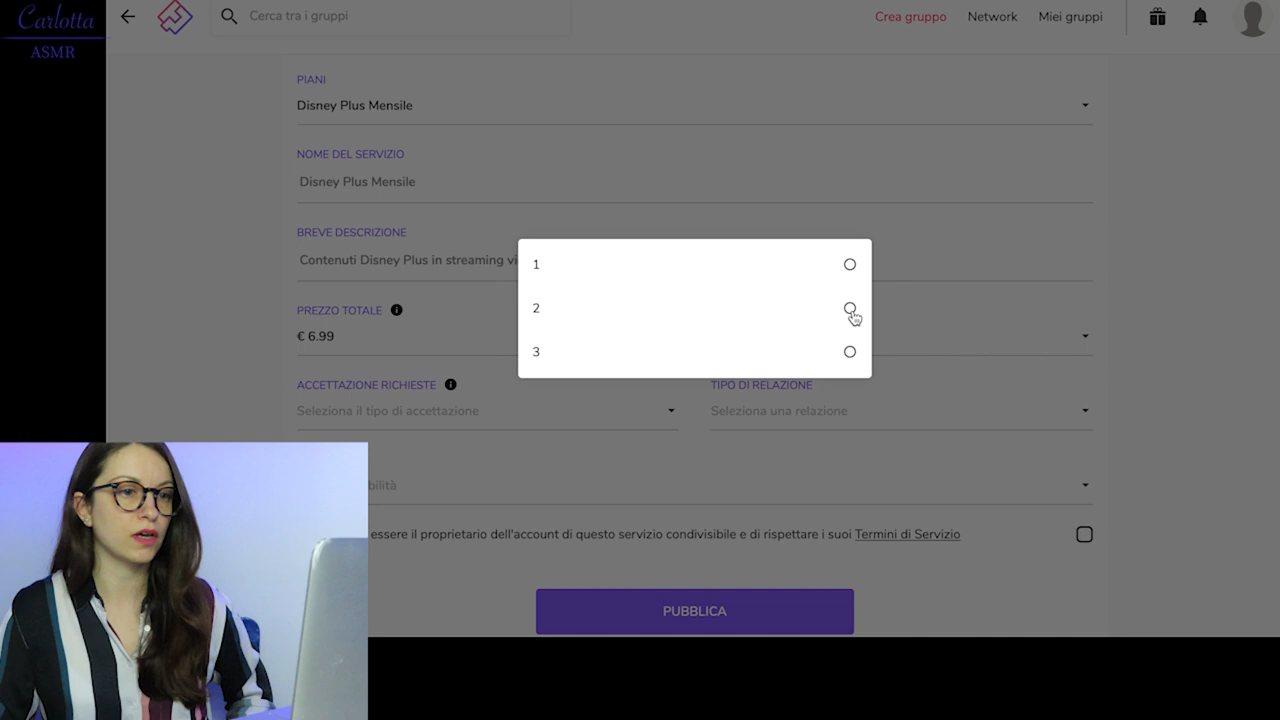 Carlotta
ASMR
Cerca tra i gruppi
Crea gruppo
Network
Miei gruppi
PIANI
Disney Plus Mensile
NOME DEL SERVIZIO
Disney Plus Mensile
BREVE DESCRIZIONE
Contenuti Disney Plus in streaming
PREZZO TOTALE
€ 6.99
1
2
3
ACCETTAZIONE RICHIESTE
Seleziona il tipo di accettazione
TIPO DI RELAZIONE
Seleziona una relazione
essere il proprietario dell'account di questo servizio condivisibile e di rispettare i suoi Termini di Servizio
PUBBLICA